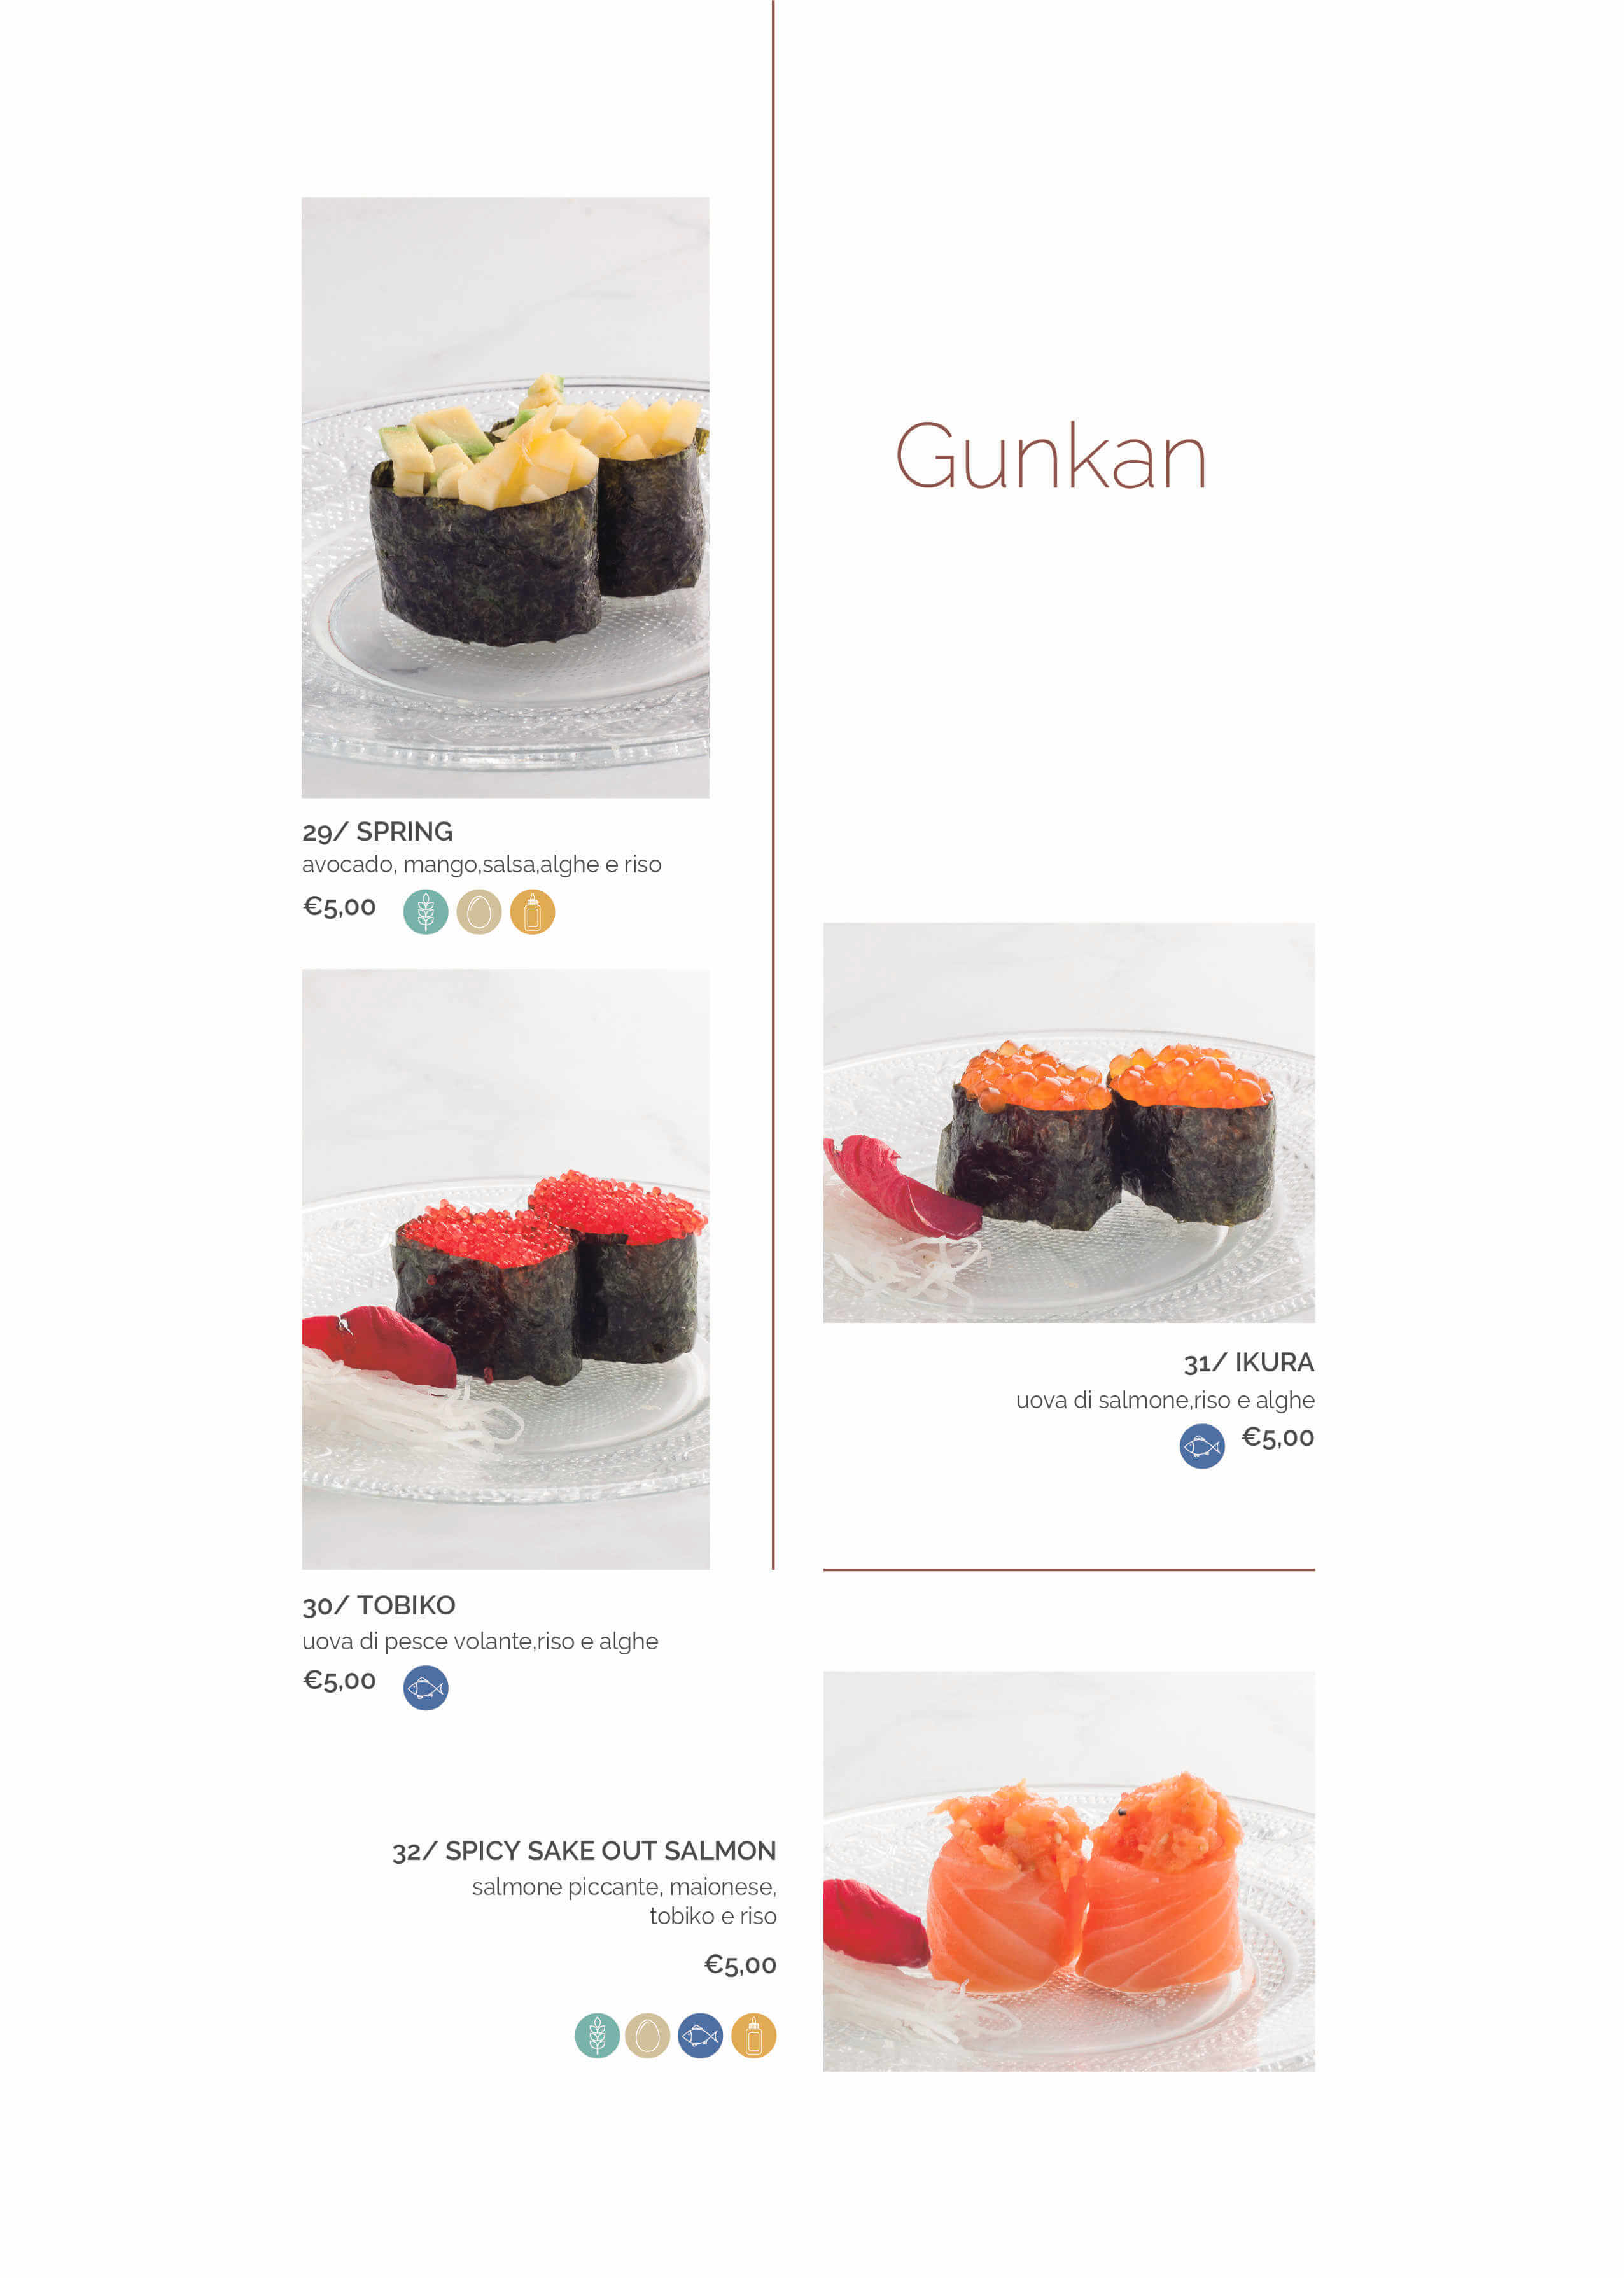 Gunkan
29/ SPRING
avocado, mango,salsa,alghe e riso
€5,00
30/ TOBIKO
uova di pesce volante,riso e alghe
€5,00
31/ IKURA
uova di salmone,riso e alghe
€5,00
32/ SPICY SAKE OUT SALMON
salmone piccante, maionese,
tobiko e riso
€5,00